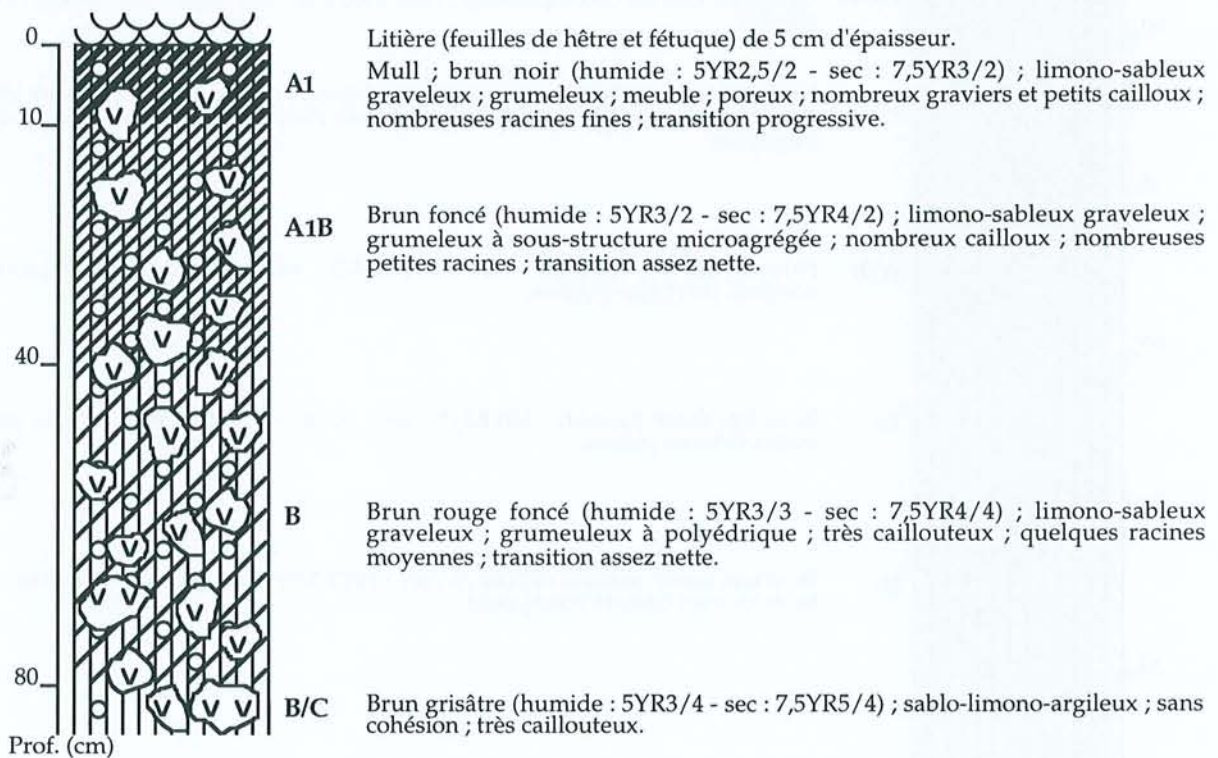 0
Litière (feuilles de hêtre et fétuque) de 5 cm d'épaisseur.
A1
Mull ; brun noir (humide : 5YR2,5/2 - sec : 7,5YR3/2) ; limono-sableux
graveleux ; grumeleux ; meuble ; poreux ; nombreux graviers et petits cailloux ;
nombreuses racines fines ; transition progressive.
10
A1B
Brun foncé (humide : 5YR3/2 - sec : 7,5YR4/2) ; limono-sableux graveleux ;
grumeleux à sous-structure microagrégée ; nombreux cailloux ; nombreuses
petites racines ; transition assez nette.
40
B
Brun rouge foncé (humide : 5YR3/3 - sec : 7,5YR4/4) ; limono-sableux
graveleux ; grumeuleux à polyédrique ; très caillouteux ; quelques racines
moyennes ; transition assez nette.
80
B/C
Brun grisâtre (humide : 5YR3/4 - sec : 7,5YR5/4) ; sablo-limono-argileux ; sans
cohésion ; très caillouteux.
Prof. (cm)